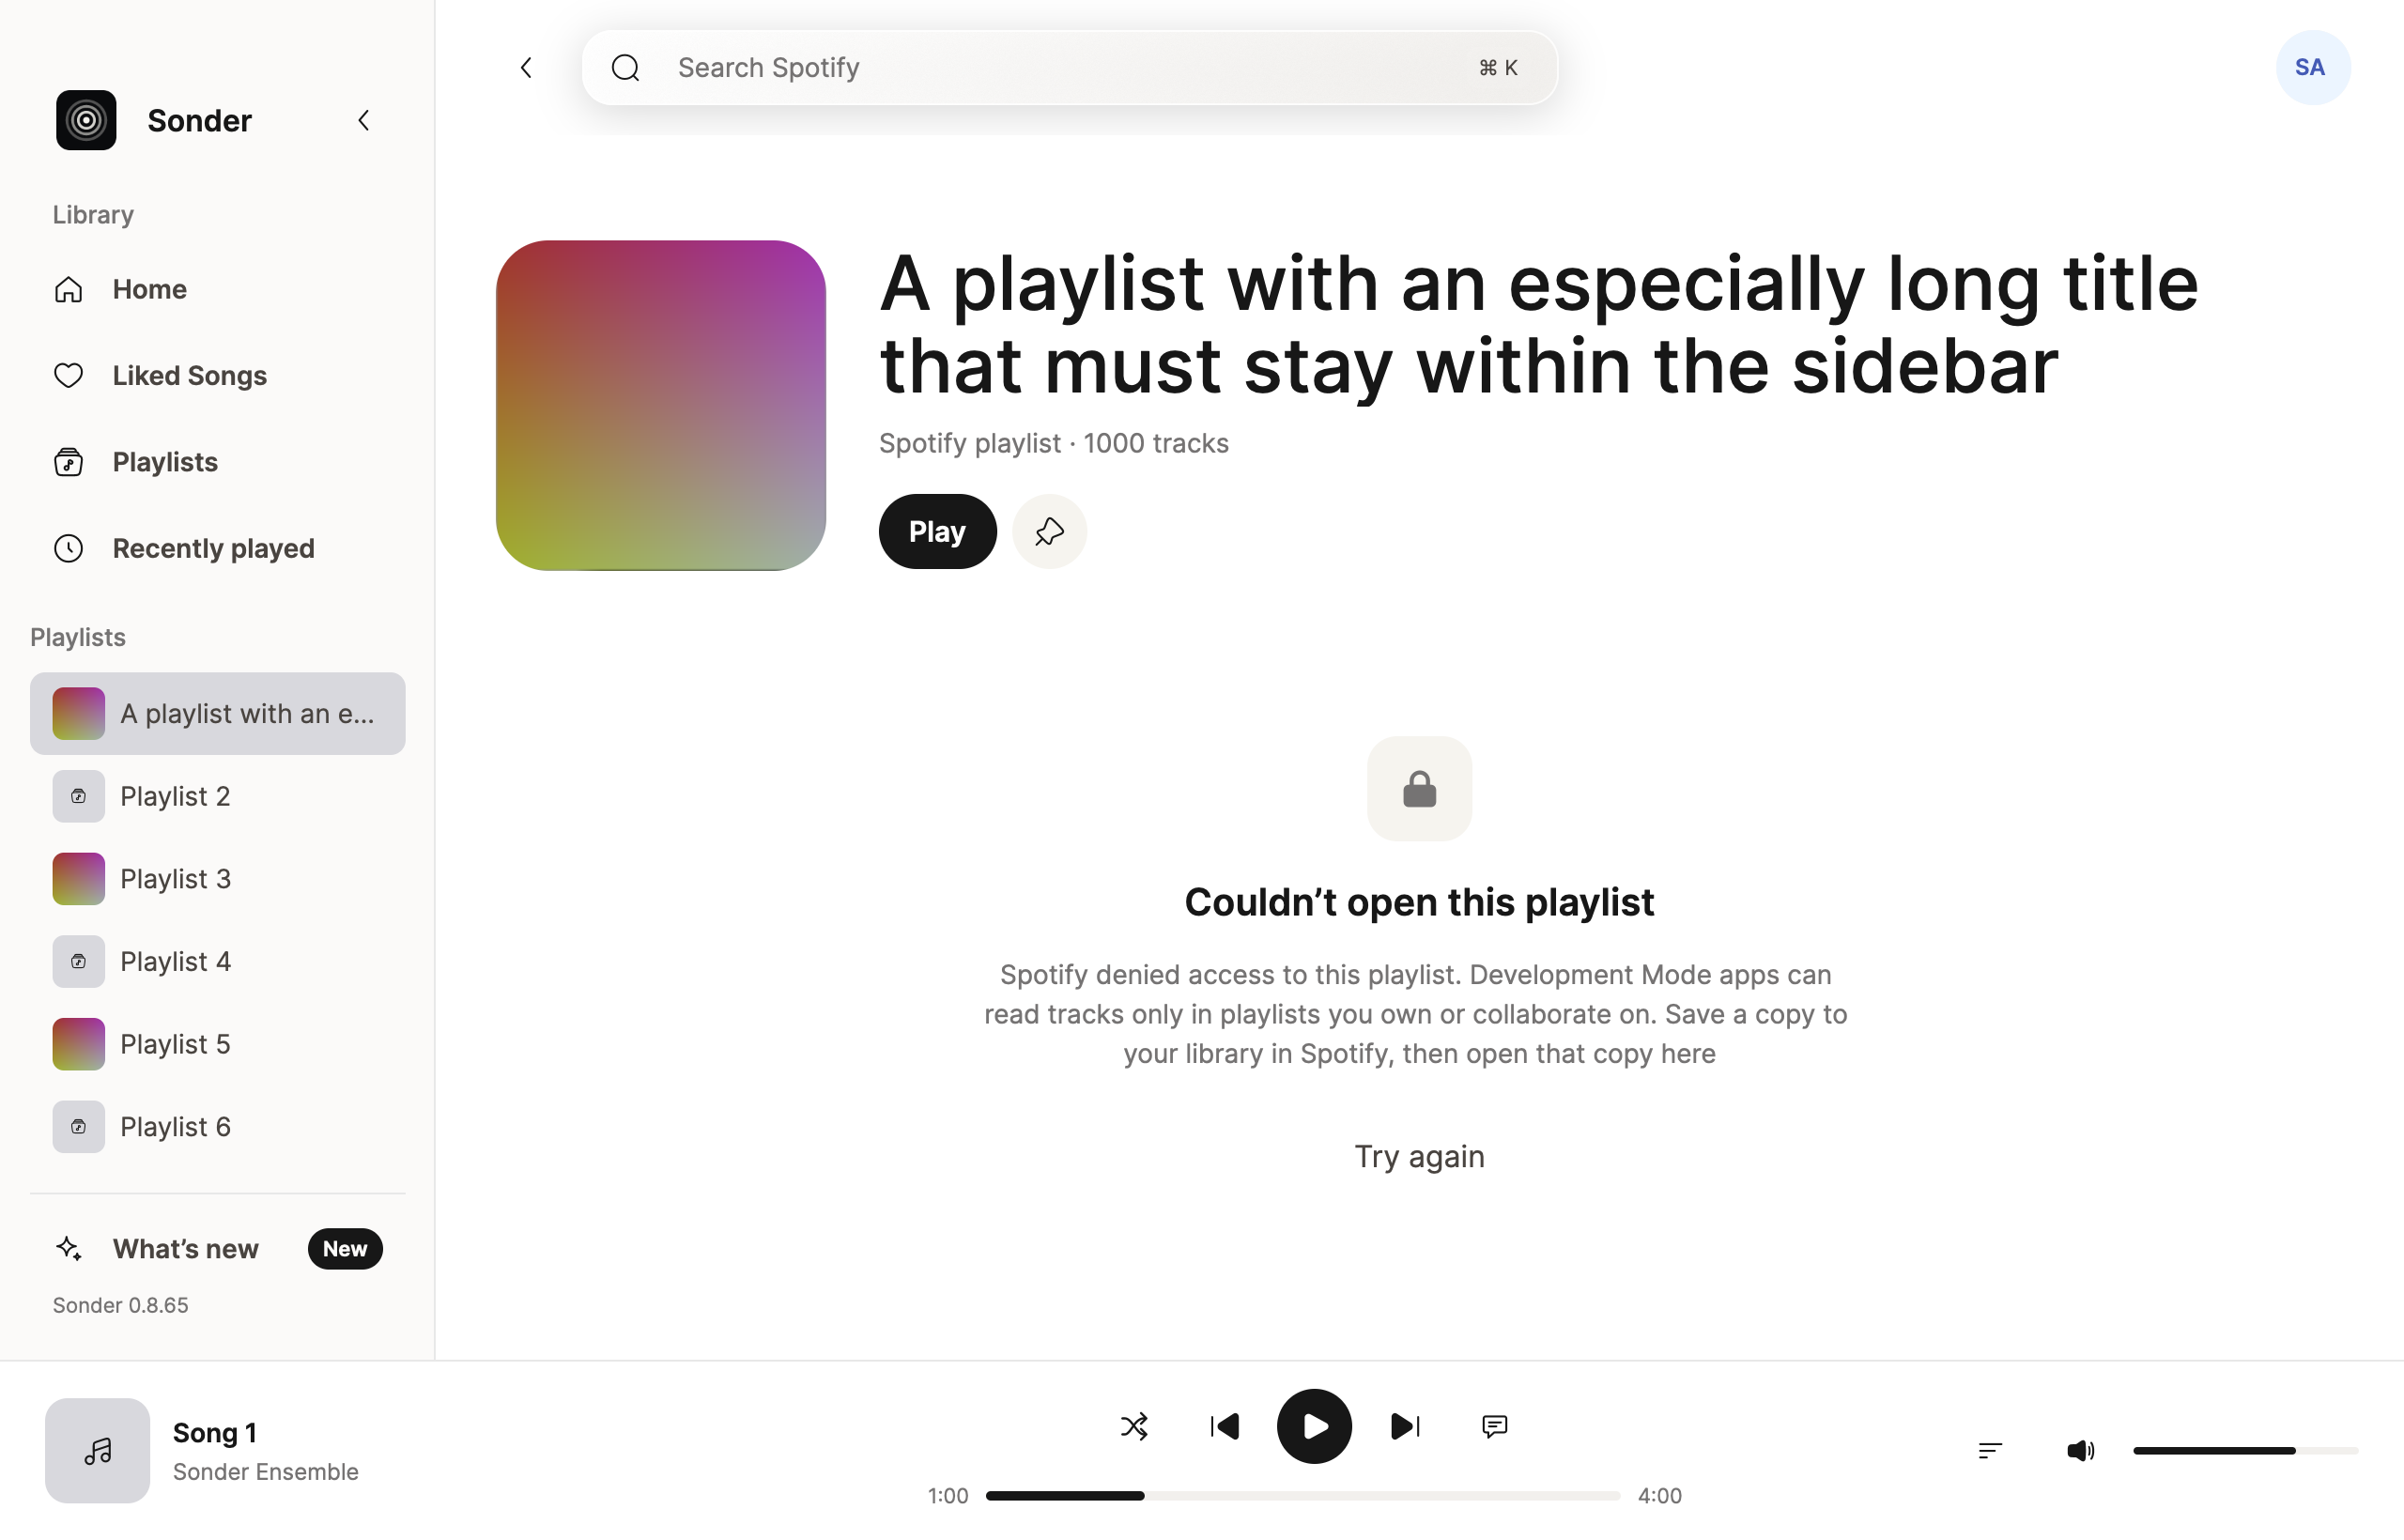 Sonder
Library
Home
Liked Songs
Playlists
Recently played
Playlists
A playlist with an e...
Playlist 2
Playlist 3
Playlist 4
Playlist 5
Playlist 6
What’s new
New
Sonder 0.8.65
Search Spotify
⌘ K
SA
A playlist with an especially long title
that must stay within the sidebar
Spotify playlist · 1000 tracks
Play
Couldn’t open this playlist
Spotify denied access to this playlist. Development Mode apps can
read tracks only in playlists you own or collaborate on. Save a copy to
your library in Spotify, then open that copy here
Try again
Song 1
Sonder Ensemble
1:00
4:00